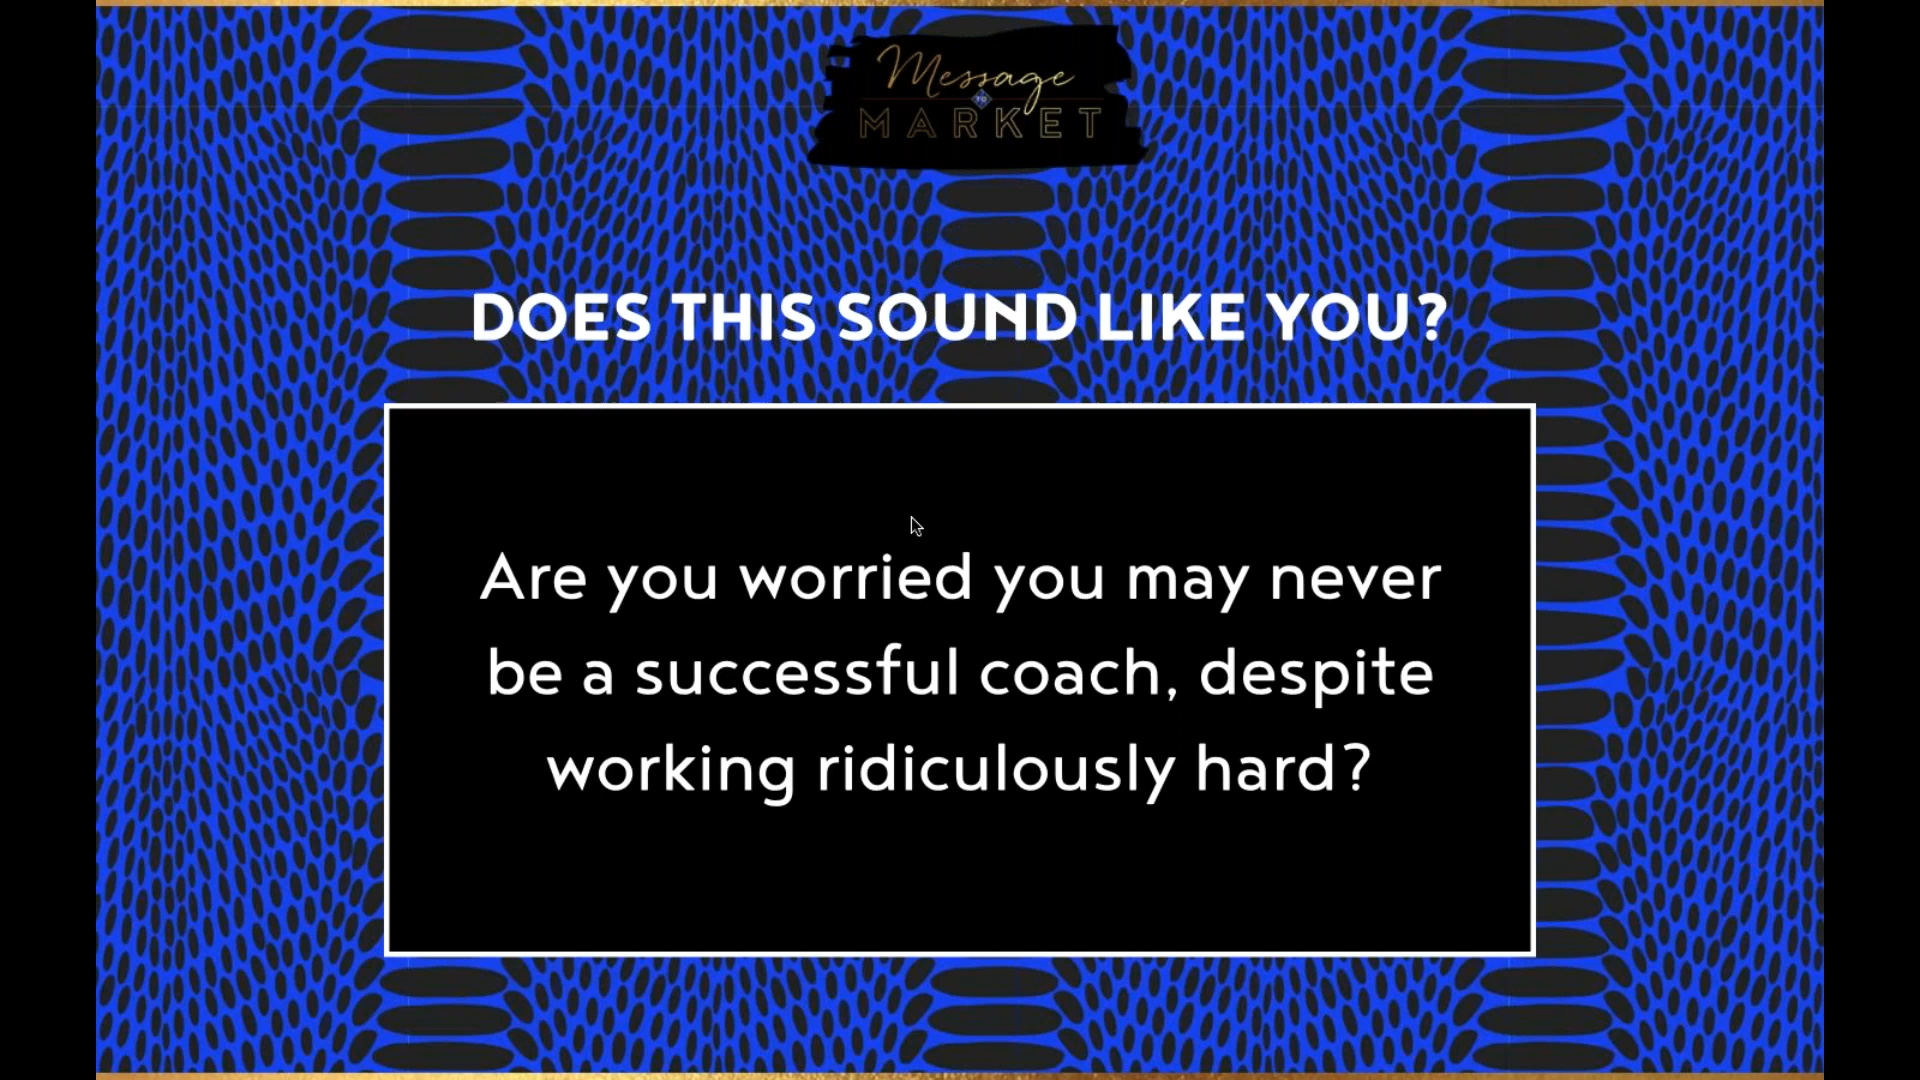 Message
TO
MARKET
DOES THIS SOUND LIKE YOU?
Are you worried you may never
be a successful coach, despite
working ridiculously hard?